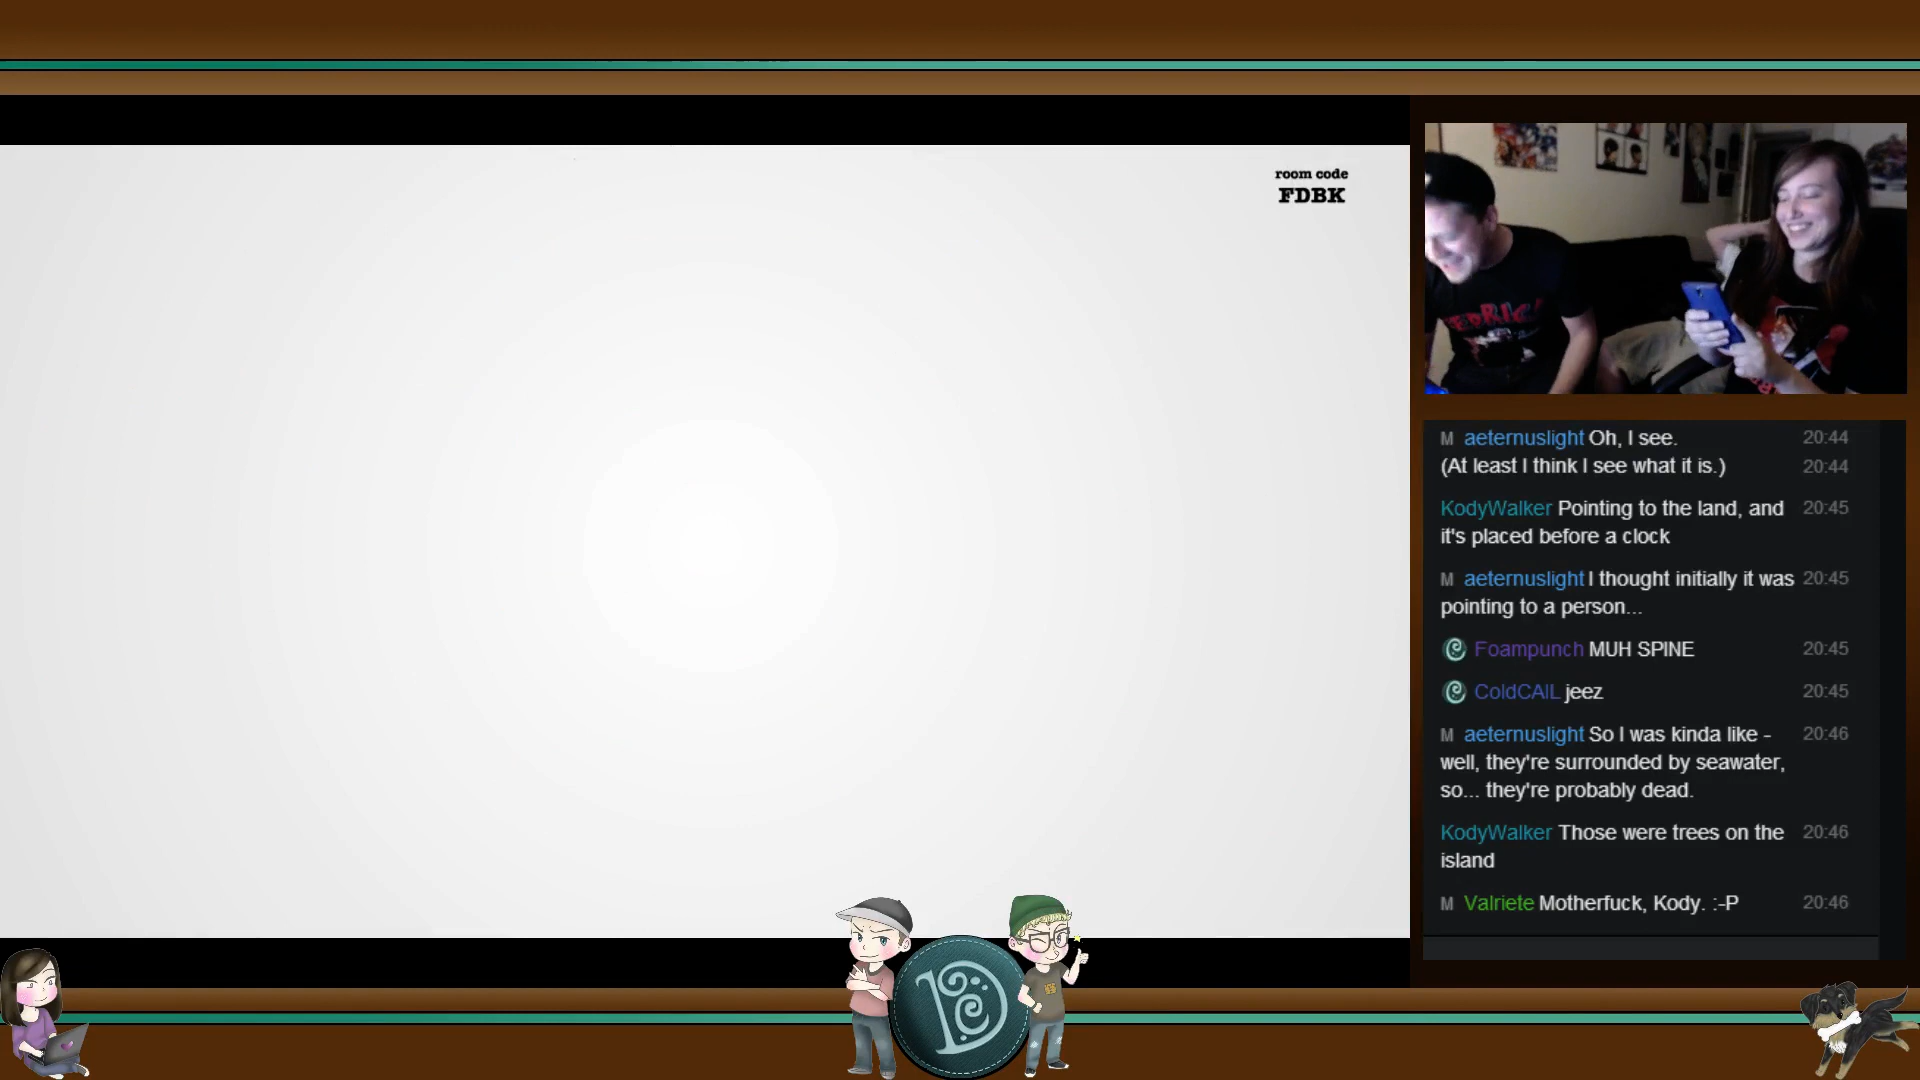 room code
FDBK
M aeternuslight Oh, I see. 20:44
(At least I think I see what it is.) 20:44
KodyWalker Pointing to the land, and 20:45
it's placed before a clock
M aeternuslight I thought initially it was 20:45
pointing to a person...
Foampunch MUH SPINE 20:45
ColdCAIL jeez 20:45
M aeternuslight So I was kinda like - 20:46
well, they're surrounded by seawater,
so... they're probably dead.
KodyWalker Those were trees on the 20:46
island
M Valriete Motherfuck, Kody. :-P 20:46